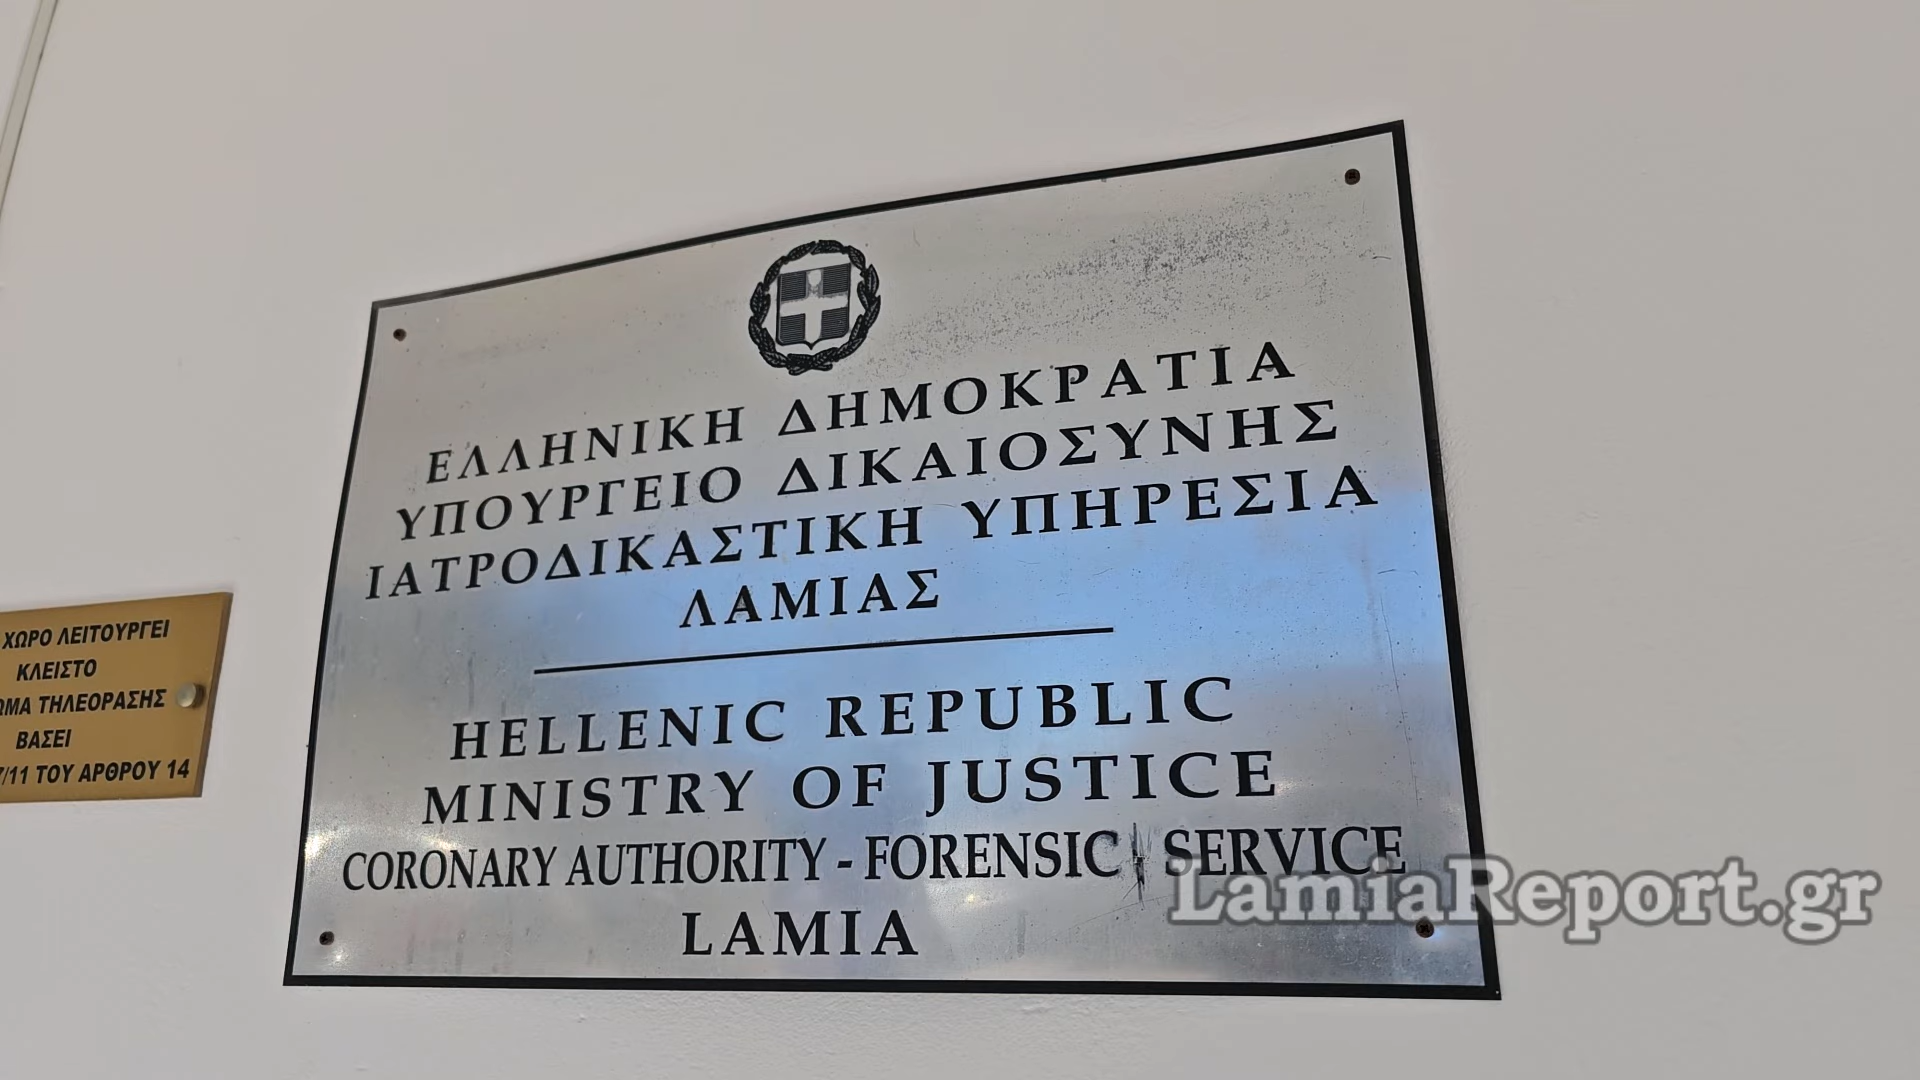 ΕΛΛΗΝΙΚΗ ΔΗΜΟΚΡΑΤΙΑ
ΥΠΟΥΡΓΕΙΟ ΔΙΚΑΙΟΣΥΝΗΣ
ΙΑΤΡΟΔΙΚΑΣΤΙΚΗ ΥΠΗΡΕΣΙΑ
ΛΑΜΙΑΣ
HELLENIC REPUBLIC
MINISTRY OF JUSTICE
CORONARY AUTHORITY - FORENSIC SERVICE
LAMIA
ΧΩΡΟ ΛΕΙΤΟΥΡΓΕΙ
ΚΛΕΙΣΤΟ
ΤΗΛΕΟΡΑΣΗΣ
ΒΑΣΕΙ
/11 ΤΟΥ ΑΡΘΡΟΥ 14
LamiaReport.gr